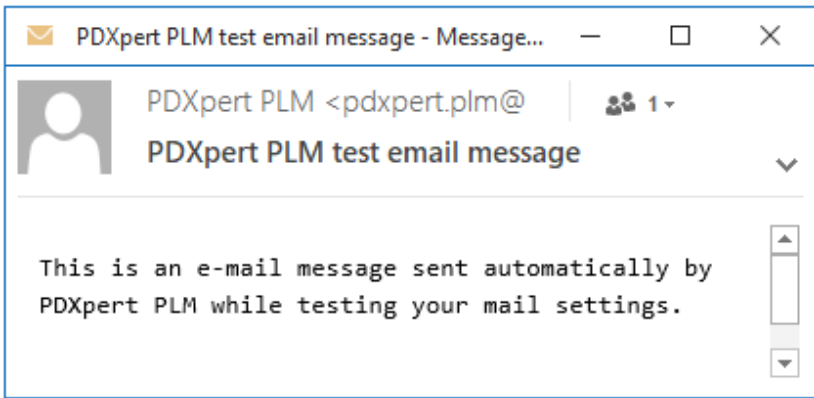 PDXpert PLM test email message - Message...
PDXpert PLM <pdxpert.plm@
1
PDXpert PLM test email message
This is an e-mail message sent automatically by
PDXpert PLM while testing your mail settings.